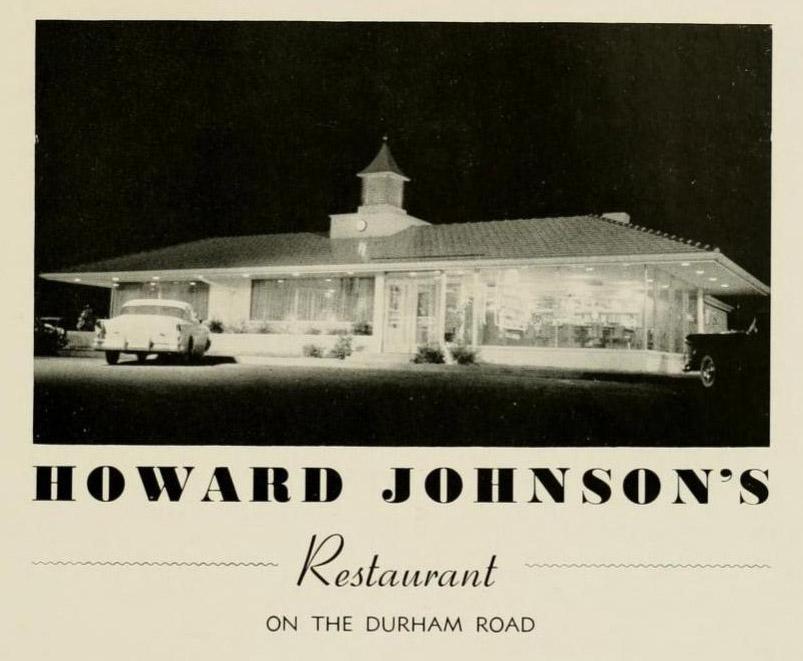 HOWARD JOHNSON'S
Restaurant
ON THE DURHAM ROAD